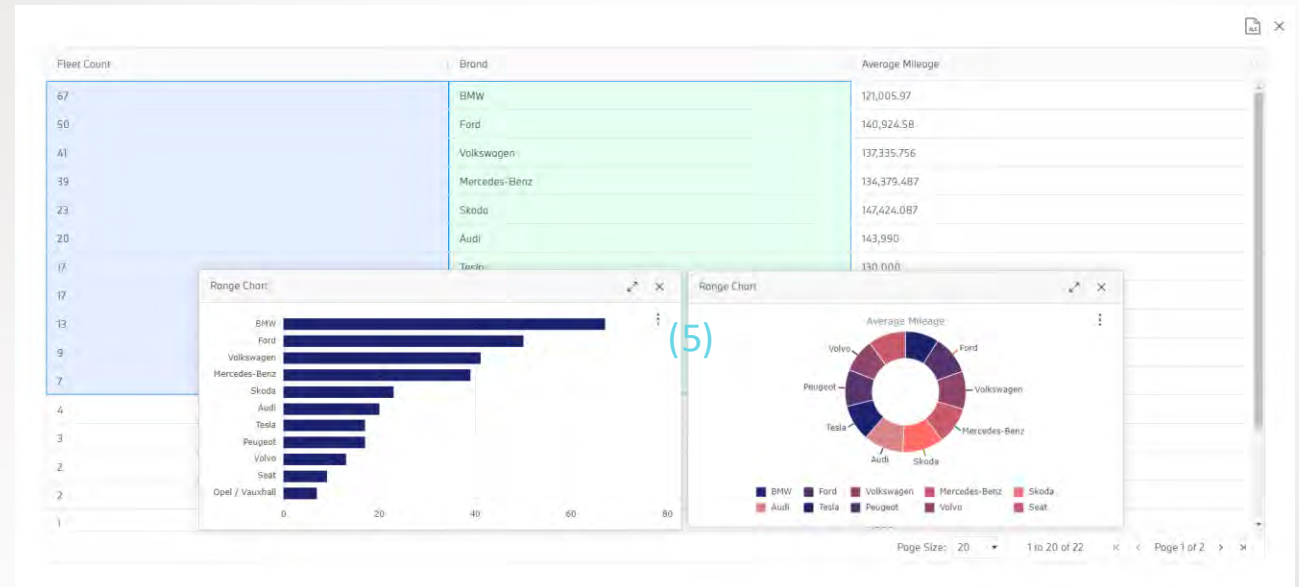 XLS
Fleet Count Brand Average Mileage
67 BMW 121,005.97
50 Ford 140,924.58
41 Volkswagen 137,335.756
39 Mercedes-Benz 134,379.487
23 Skoda 147,424.087
20 Audi 143,990
17 Tesla 130,000
17
13
9
7
4
3
2
2
1
Range Chart
BMW
Ford
Volkswagen
Mercedes-Benz
Skoda
Audi
Tesla
Peugeot
Volvo
Seat
Opel / Vauxhall
0 20 40 60 80
(5)
Range Chart
Average Mileage
Volvo Ford
Peugeot Volkswagen
Tesla Mercedes-Benz
Audi Skoda
BMW Ford Volkswagen Mercedes-Benz Skoda
Audi Tesla Peugeot Volvo Seat
Page Size: 20 1 to 20 of 22 Page 1 of 2